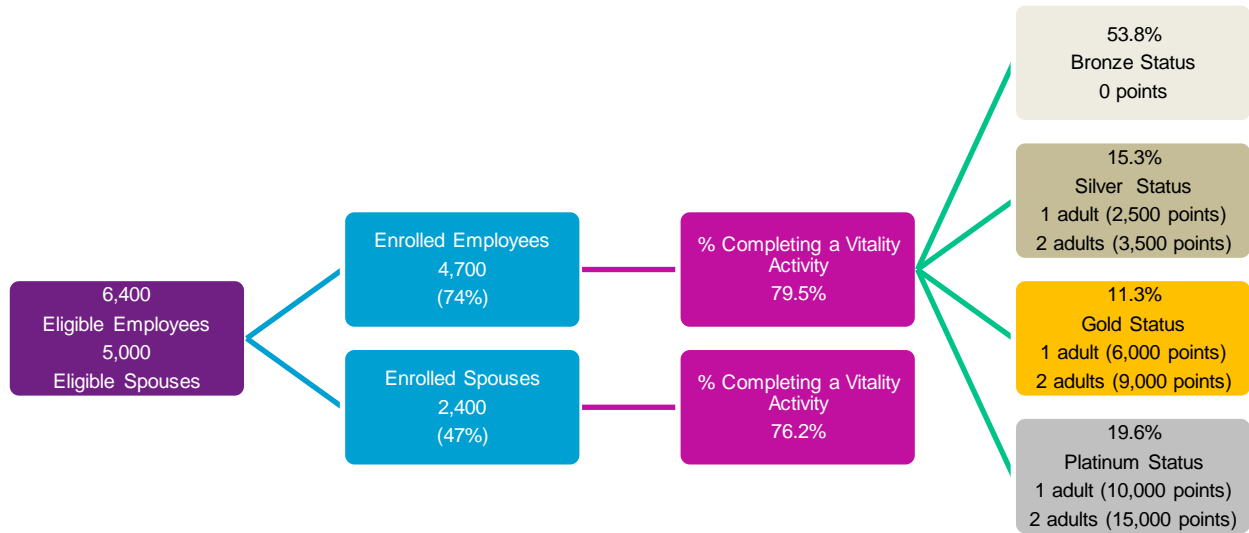 6,400
Eligible Employees
5,000
Eligible Spouses
Enrolled Employees
4,700
(74%)
Enrolled Spouses
2,400
(47%)
% Completing a Vitality
Activity
79.5%
% Completing a Vitality
Activity
76.2%
53.8%
Bronze Status
0 points
15.3%
Silver Status
1 adult (2,500 points)
2 adults (3,500 points)
11.3%
Gold Status
1 adult (6,000 points)
2 adults (9,000 points)
19.6%
Platinum Status
1 adult (10,000 points)
2 adults (15,000 points)